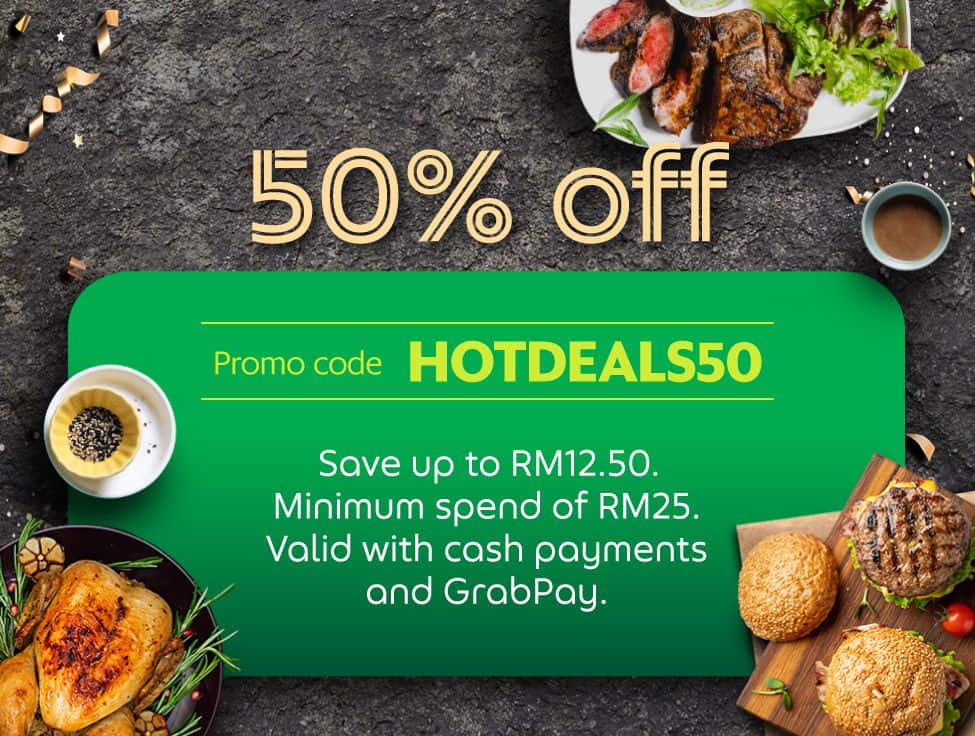 50% off
Promo code HOTDEALS50
Save up to RM12.50.
Minimum spend of RM25.
Valid with cash payments
and GrabPay.